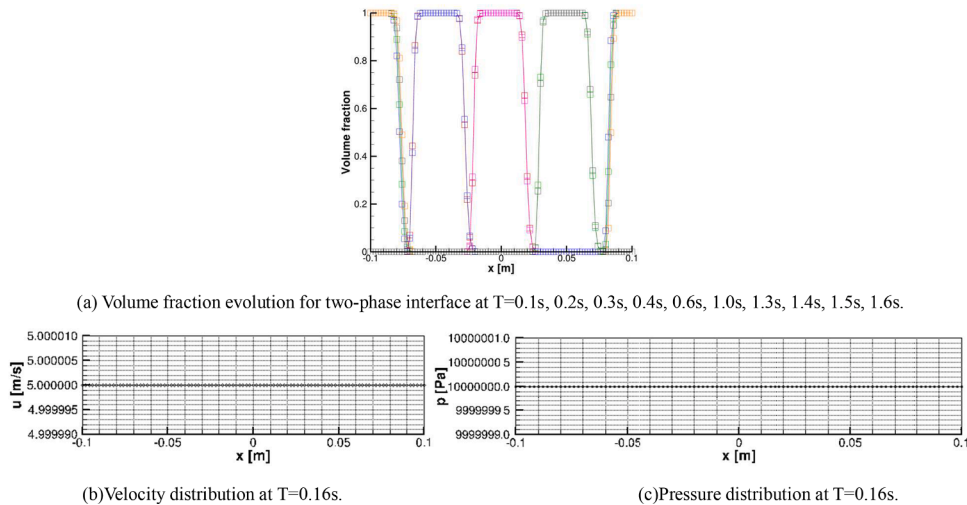 1
0.8
0.6
0.4
0.2
0
Volume fraction
-0.1 -0.05 0 0.05 0.1
x [m]
(a) Volume fraction evolution for two-phase interface at T=0.1s, 0.2s, 0.3s, 0.4s, 0.6s, 1.0s, 1.3s, 1.4s, 1.5s, 1.6s.
5.000010
5.000005
5.000000
4.999995
4.999990
u [m/s]
-0.1 -0.05 0 0.05 0.1
x [m]
(b)Velocity distribution at T=0.16s.
10000001.0
10000000.5
10000000.0
9999999.5
9999999.0
p [Pa]
-0.1 -0.05 0 0.05 0.1
x [m]
(c)Pressure distribution at T=0.16s.